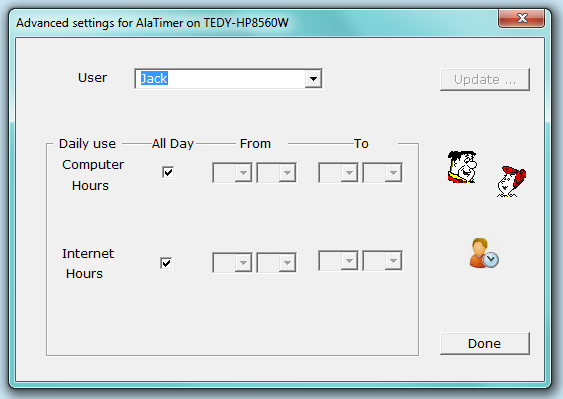 Advanced settings for AlaTimer on TEDY-HP8560W
User
Jack
Update ...
Daily use All Day From To
Computer
Hours
Internet
Hours
Done